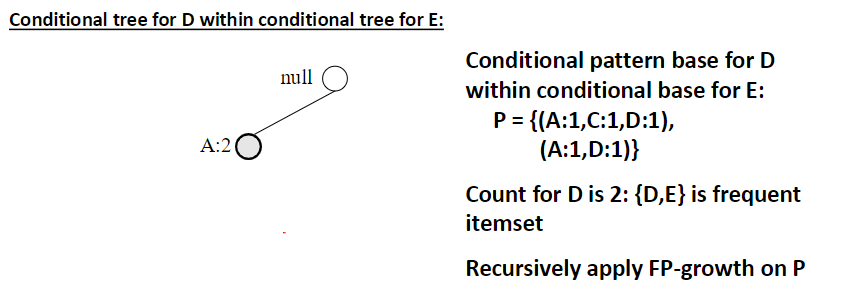 Conditional tree for D within conditional tree for E:
null
A:2
Conditional pattern base for D
within conditional base for E:
P = {(A:1,C:1,D:1),
(A:1,D:1)}
Count for D is 2: {D,E} is frequent
itemset
Recursively apply FP-growth on P